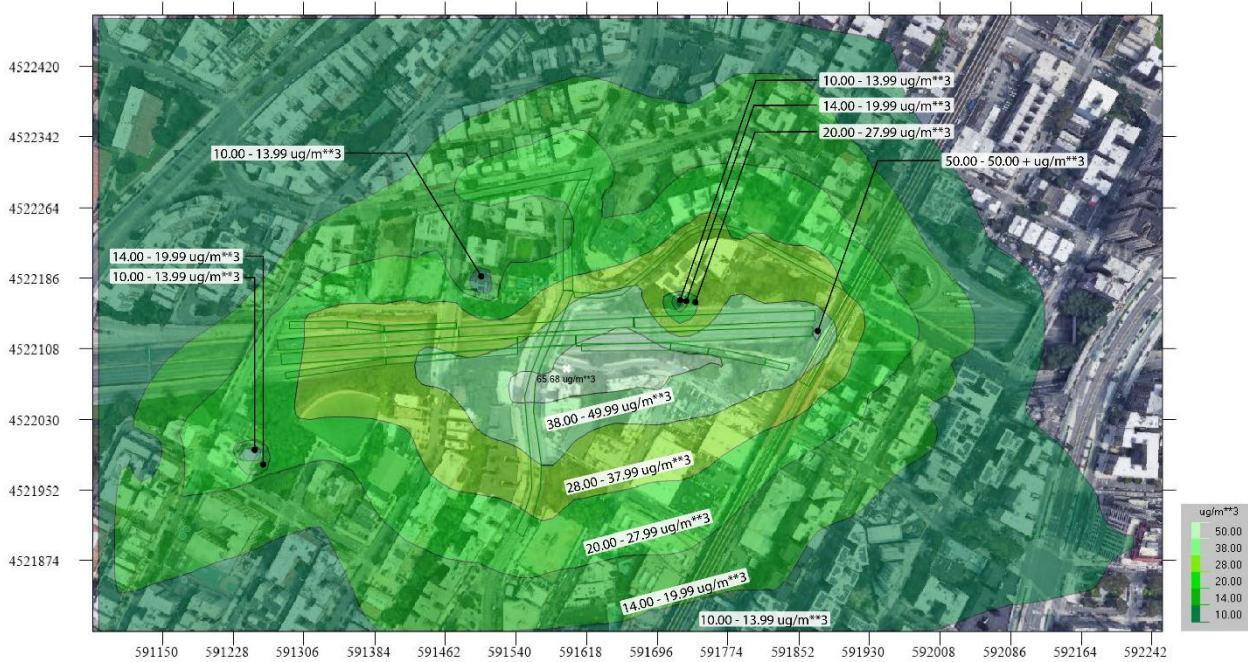 4522420
4522342
4522264
4522186
4522108
4522030
4521952
4521874
10.00 - 13.99 ug/m**3
14.00 - 19.99 ug/m**3
20.00 - 27.99 ug/m**3
10.00 - 13.99 ug/m**3
50.00 - 50.00 + ug/m**3
14.00 - 19.99 ug/m**3
10.00 - 13.99 ug/m**3
65.68 ug/m**3
38.00 - 49.99 ug/m**3
28.00 - 37.99 ug/m**3
20.00 - 27.99 ug/m**3
14.00 - 19.99 ug/m**3
10.00 - 13.99 ug/m**3
591150 591228 591306 591384 591462 591540 591618 591696 591774 591852 591930 592008 592086 592164 592242
ug/m**3
50.00
38.00
28.00
20.00
14.00
10.00